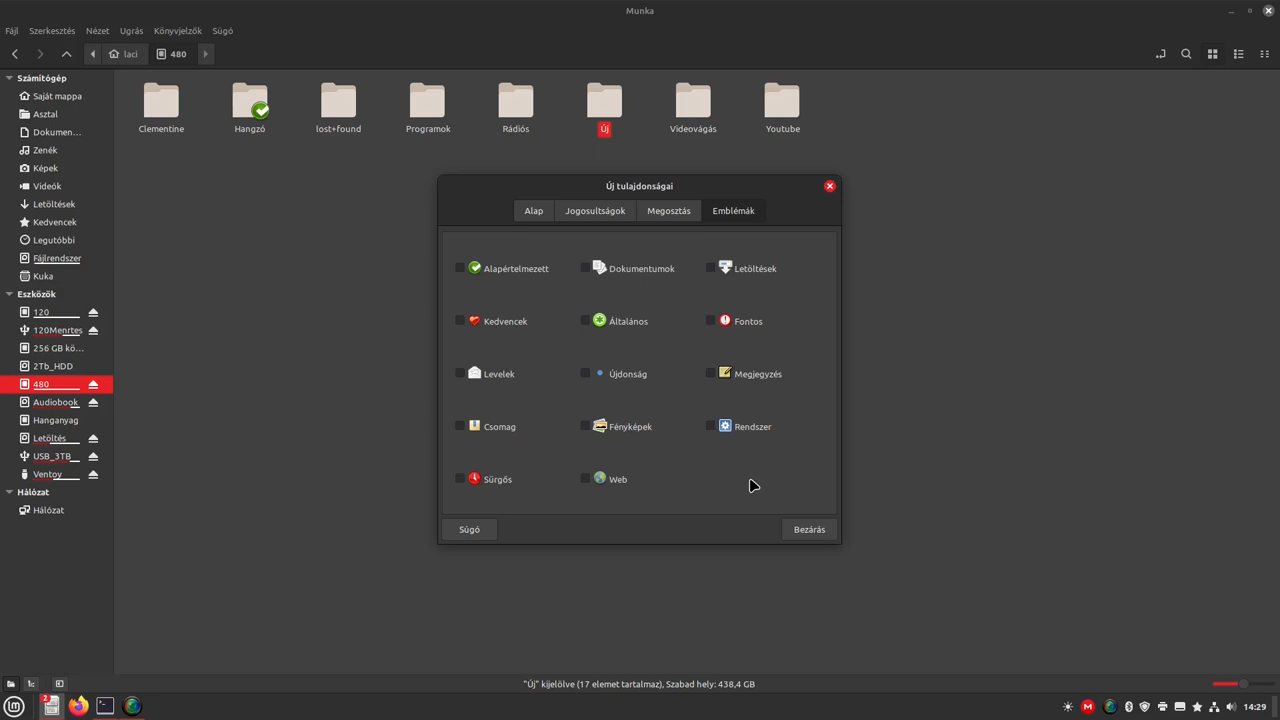 Munka
Fájl Szerkesztés Nézet Ugrás Könyvjelzők Súgó
laci 480
Számítógép
Saját mappa
Asztal
Dokumen...
Zenék
Képek
Videók
Letöltések
Kedvencek
Legutóbbi
Fájlrendszer
Kuka
Eszközök
120
120Menrtes
256 GB kö...
2Tb_HDD
480
Audiobook
Hanganyag
Letöltés
USB_3TB
Ventoy
Hálózat
Hálózat
Clementine Hangzó lost+found Programok Rádiós Új Videovágás Youtube
Új tulajdonságai
Alap Jogosultságok Megosztás Emblémák
Alapértelmezett Dokumentumok Letöltések
Kedvencek Általános Fontos
Levelek Újdonság Megjegyzés
Csomag Fényképek Rendszer
Sürgős Web
Súgó Bezárás
"Új" kijelölve (17 elemet tartalmaz), Szabad hely: 438,4 GB
2
14:29